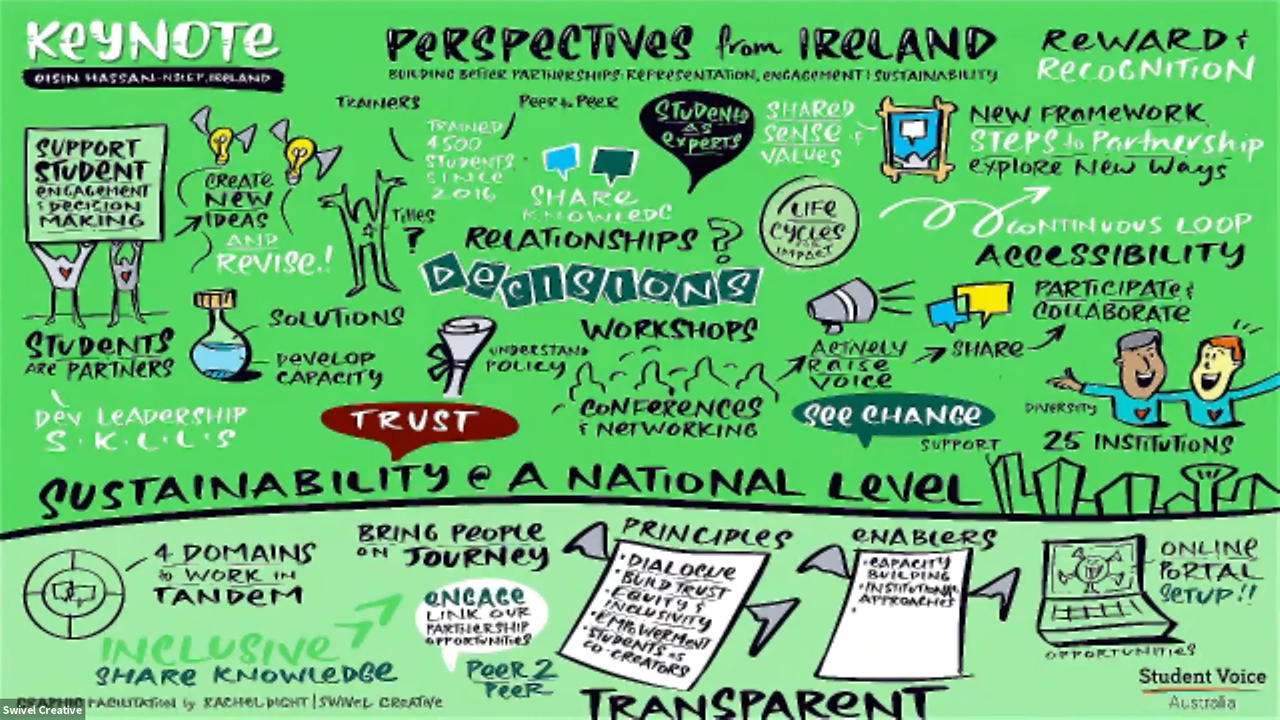 KEYNOTE
OISIN HASSAN - NSTEP, IRELAND
PERSPECTIVES from IRELAND
BUILDING BETTER PARTNERSHIPS: REPRESENTATION, ENGAGEMENT & SUSTAINABILITY
REWARD &
RECOGNITION
SUPPORT
STUDENT
ENGAGEMENT
& DECISION
MAKING
STUDENTS
ARE PARTNERS
DEV LEADERSHIP
S·K·L·L·S
CREATE
NEW
IDEAS
AND
REVISE.!
SOLUTIONS
DEVELOP
CAPACITY
TRAINERS
PEER to PEER
TRAINED
4500
STUDENTS
SINCE
2016
TITLES
?
SHARE
STUDENTS
AS
EXPERTS
SHARED
SENSE &
VALUES
NEW FRAMEWORK
STEPS to Partnership
EXPLORE NEW WAYS
RELATIONSHIPS ?
LIFE
CYCLES
IMPACT
CONTINUOUS LOOP
ACCESSIBILITY
DECISIONS
UNDERSTAND
POLICY
TRUST
WORKSHOPS
CONFERENCES
& NETWORKING
ACTIVELY
RAISE
VOICE
SHARE
PARTICIPATE &
COLLABORATE
SEE CHANGE
SUPPORT
DIVERSITY
25 INSTITUTIONS
SUSTAINABILITY @ A NATIONAL LEVEL
4 DOMAINS
to WORK IN
TANDEM
INCLUSIVE
SHARE KNOWLEDGE
BRING PEOPLE
ON JOURNEY
ENGAGE
LINK OUR
PARTNERSHIP
OPPORTUNITIES
PEER 2
PEER
PRINCIPLES
• DIALOGUE
• BUILD TRUST
• EQUITY &
INCLUSIVITY
• EMPOWERMENT
• STUDENTS as
CO-CREATORS
TRANSPARENT
ENABLERS
• CAPACITY
BUILDING
• INSTITUTIONAL
APPROACHES
ONLINE
PORTAL
SETUP!!
OPPORTUNITIES
Student Voice
Australia
GRAPHIC FACILITATION by RACHEL DIGHT | SWIVEL CREATIVE
Swivel Creative